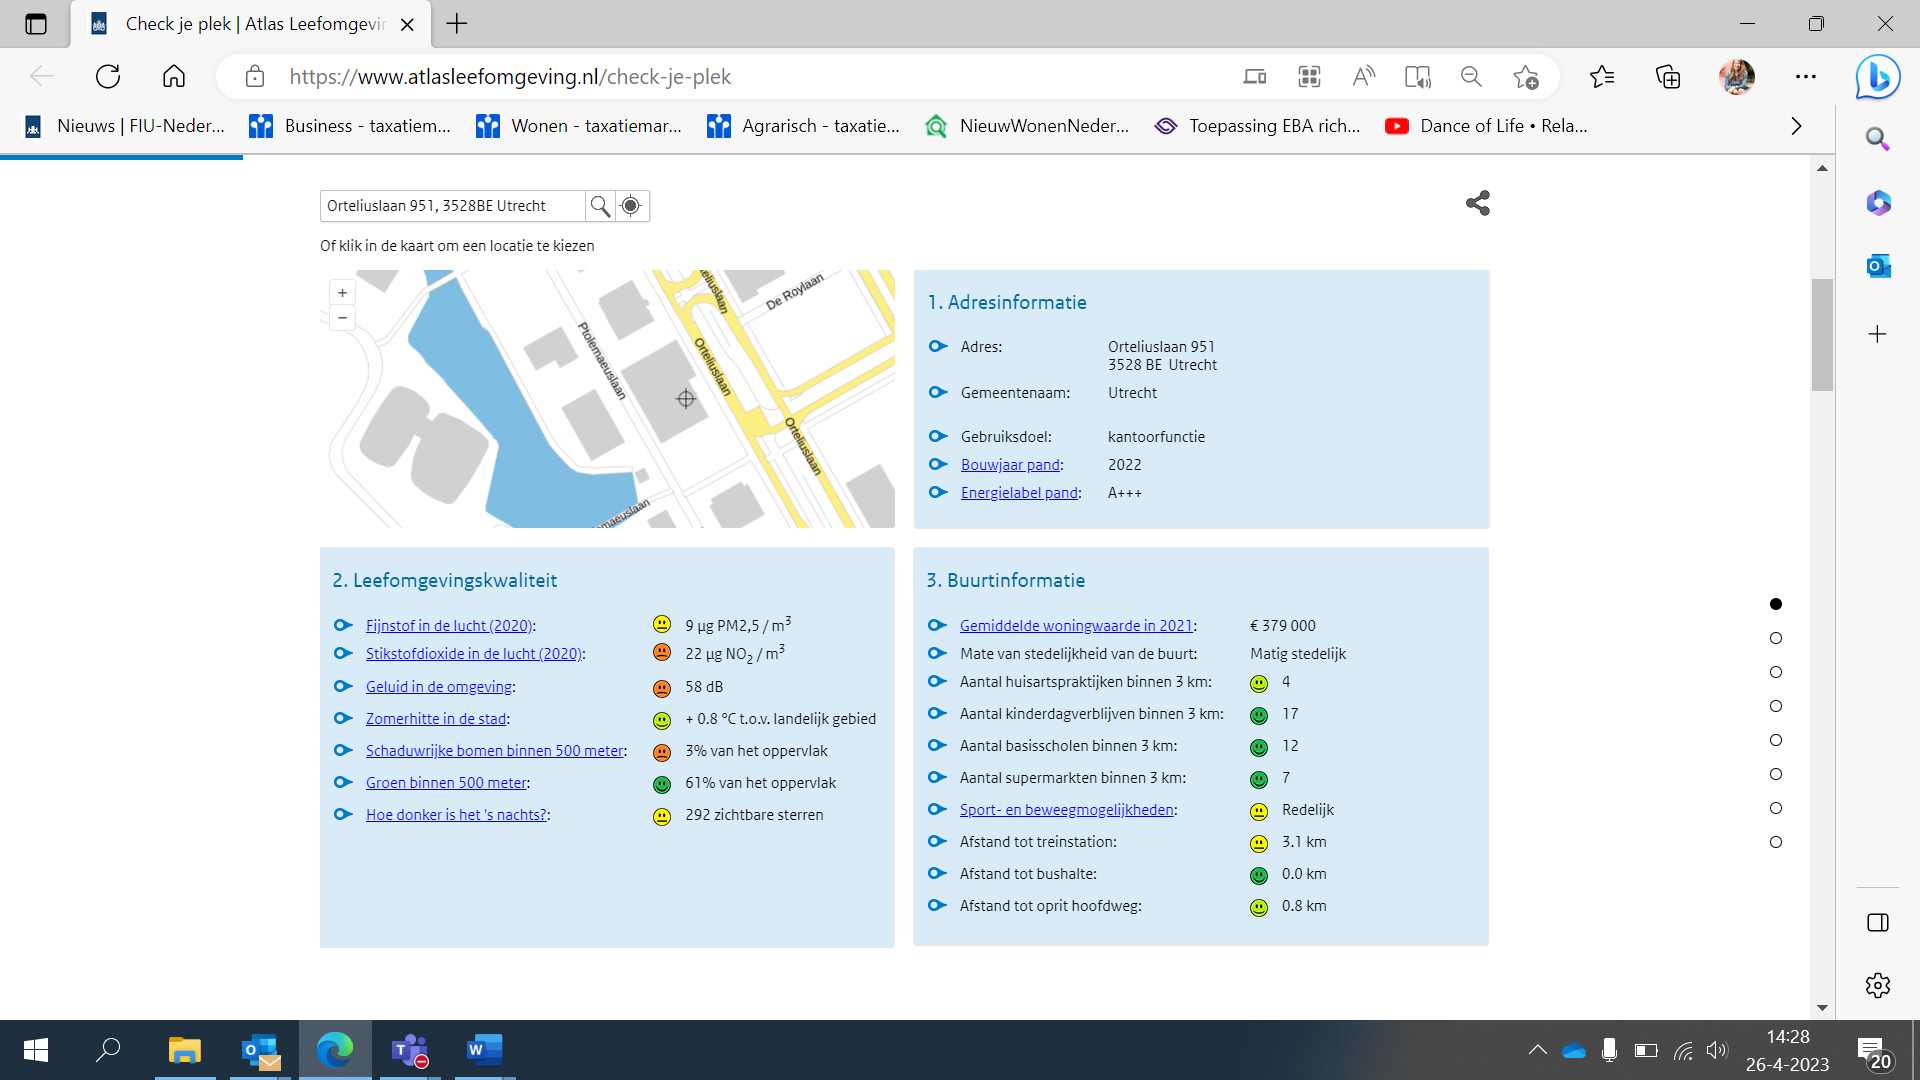 Check je plek | Atlas Leefomgevin
https://www.atlasleefomgeving.nl/check-je-plek
Nieuws | FIU-Neder...
Business - taxatiem...
Wonen - taxatiemar...
Agrarisch - taxatie...
NieuwWonenNeder...
Toepassing EBA rich...
Dance of Life • Rela...
Orteliuslaan 951, 3528BE Utrecht
Of klik in de kaart om een locatie te kiezen
+
−
De Roylaan
Ptolemaeuslaan
Orteliuslaan
Orteliuslaan
1. Adresinformatie
Adres: Orteliuslaan 951
3528 BE Utrecht
Gemeentenaam: Utrecht
Gebruiksdoel: kantoorfunctie
Bouwjaar pand: 2022
Energielabel pand: A+++
2. Leefomgevingskwaliteit
Fijnstof in de lucht (2020): 9 µg PM2,5 / m³
Stikstofdioxide in de lucht (2020): 22 µg NO₂ / m³
Geluid in de omgeving: 58 dB
Zomerhitte in de stad: + 0.8 °C t.o.v. landelijk gebied
Schaduwrijke bomen binnen 500 meter: 3% van het oppervlak
Groen binnen 500 meter: 61% van het oppervlak
Hoe donker is het 's nachts?: 292 zichtbare sterren
3. Buurtinformatie
Gemiddelde woningwaarde in 2021: € 379 000
Mate van stedelijkheid van de buurt: Matig stedelijk
Aantal huisartspraktijken binnen 3 km: 4
Aantal kinderdagverblijven binnen 3 km: 17
Aantal basisscholen binnen 3 km: 12
Aantal supermarkten binnen 3 km: 7
Sport- en beweegmogelijkheden: Redelijk
Afstand tot treinstation: 3.1 km
Afstand tot bushalte: 0.0 km
Afstand tot oprit hoofdweg: 0.8 km
14:28
26-4-2023
20